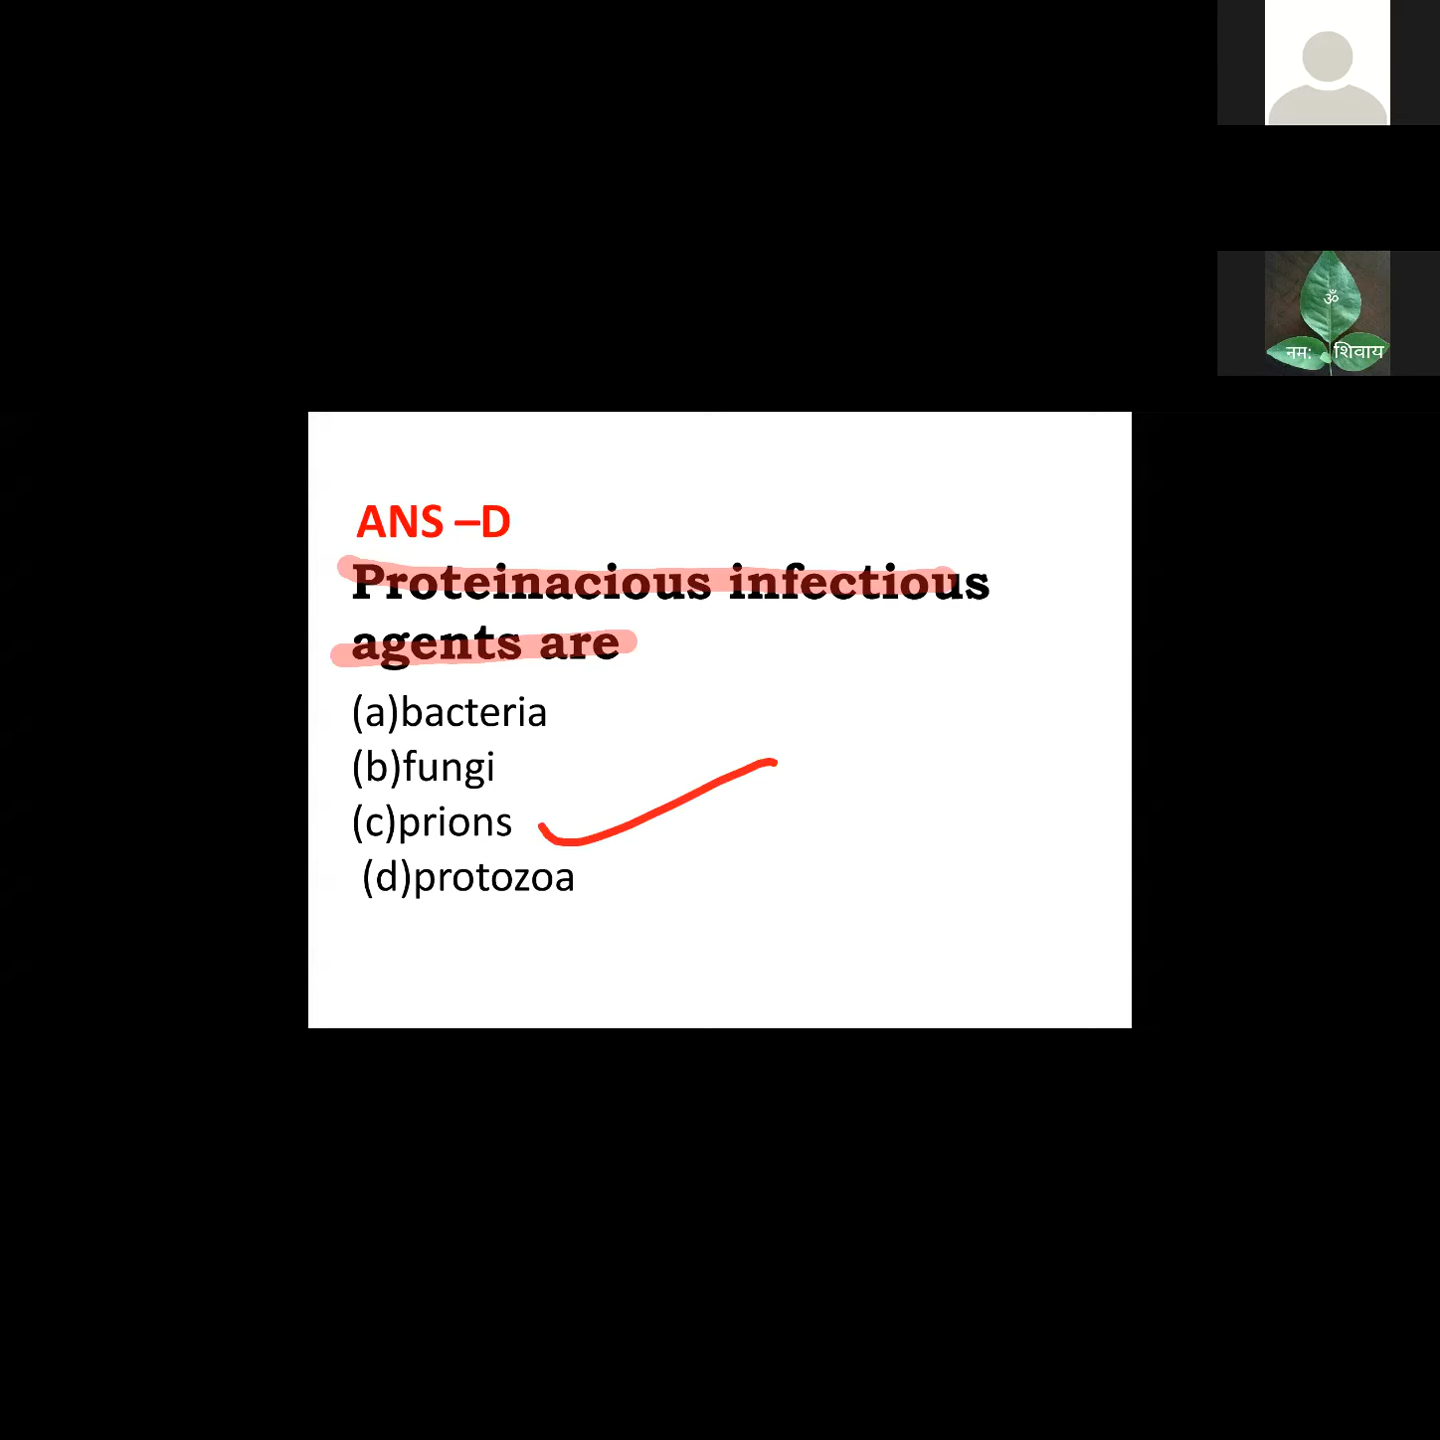 ॐ
नमः शिवाय
ANS –D
Proteinacious infectious
agents are
(a)bacteria
(b)fungi
(c)prions
(d)protozoa